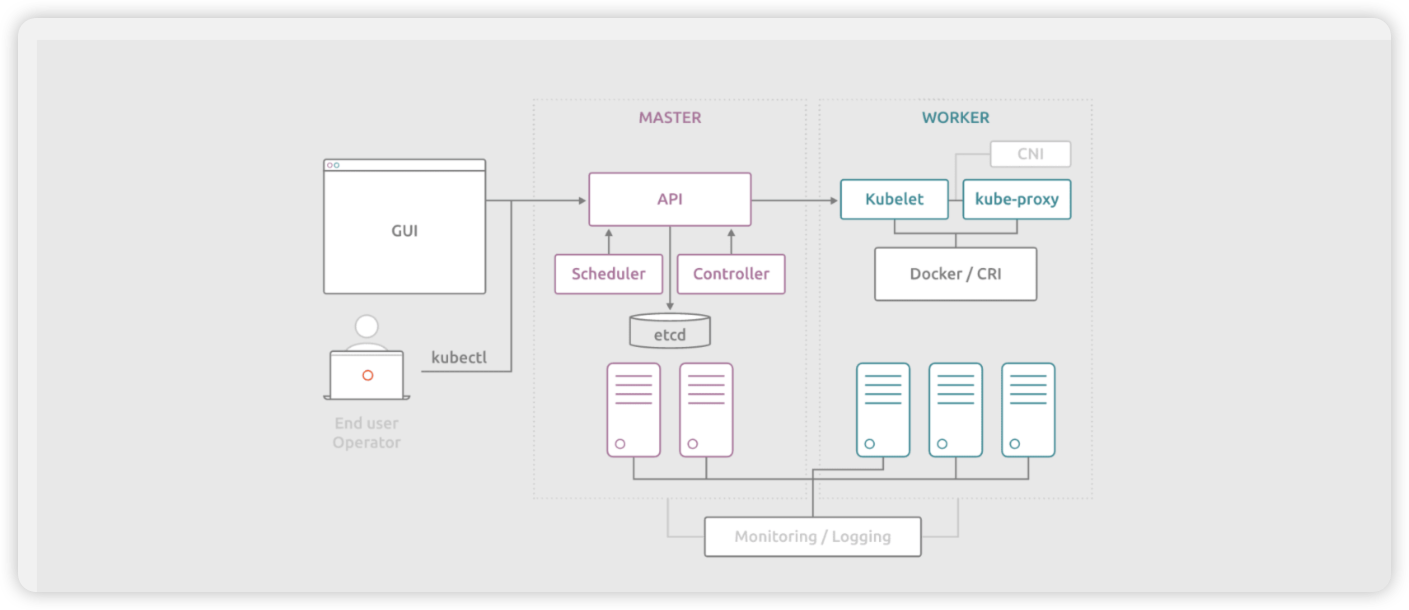 MASTER
WORKER
CNI
GUI
API
Kubelet
kube-proxy
Scheduler
Controller
Docker / CRI
etcd
kubectl
End user
Operator
Monitoring / Logging